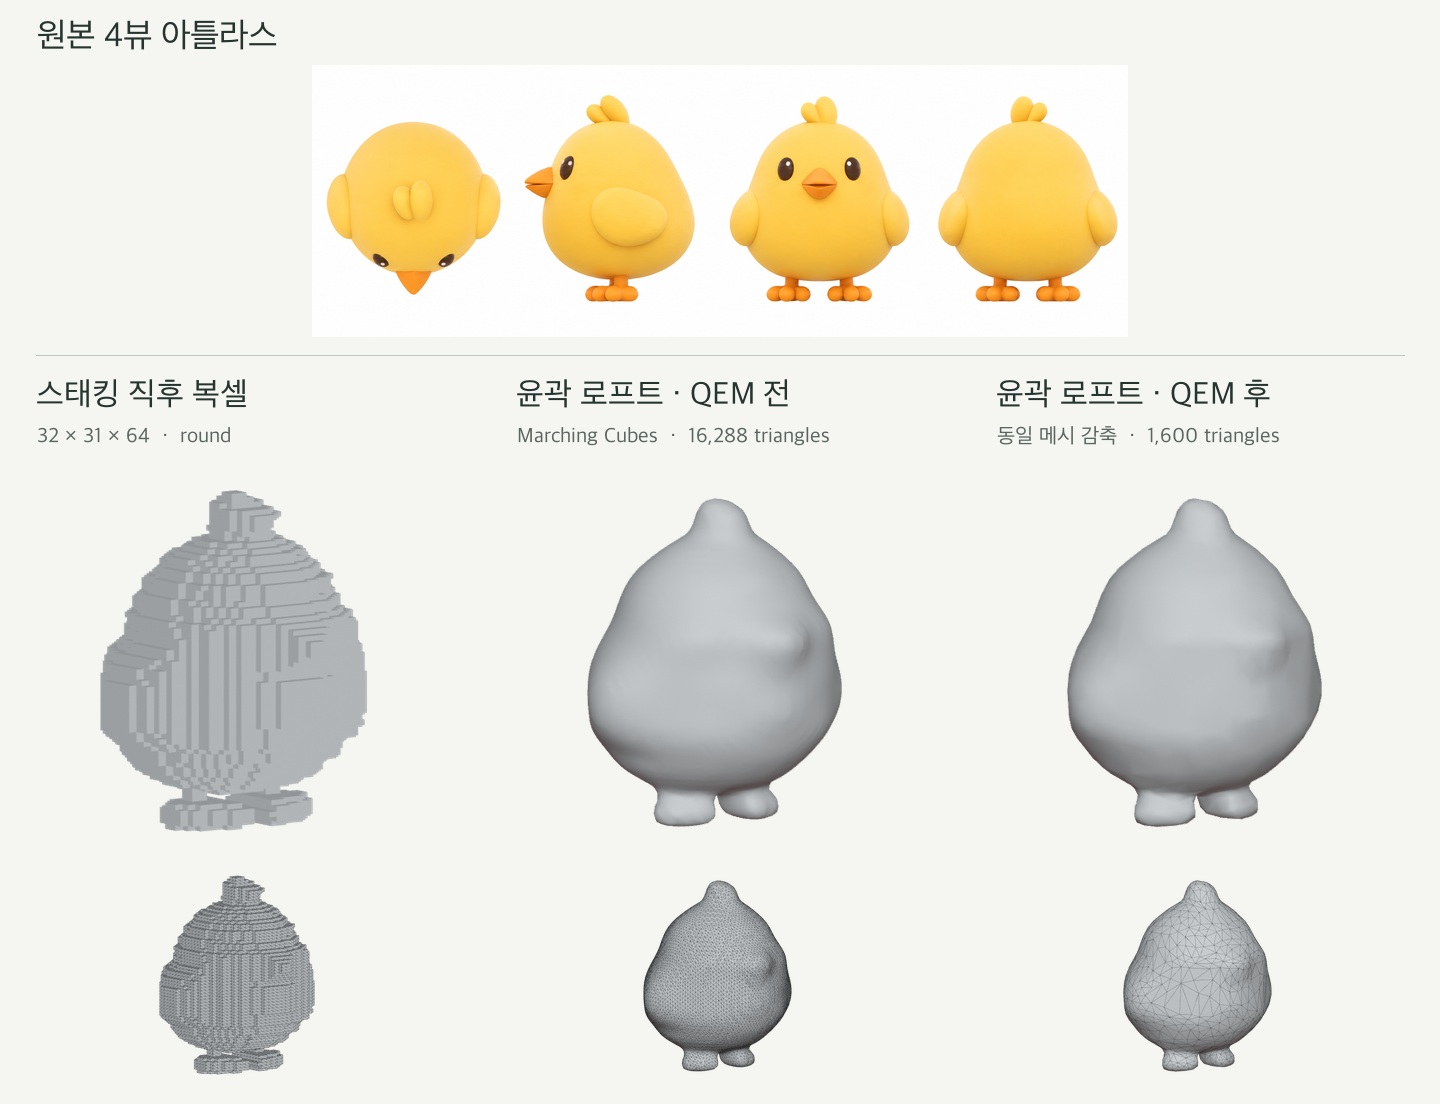 원본 4뷰 아틀라스
스태킹 직후 복셀
32 × 31 × 64 · round
윤곽 로프트 · QEM 전
Marching Cubes · 16,288 triangles
윤곽 로프트 · QEM 후
동일 메시 감축 · 1,600 triangles